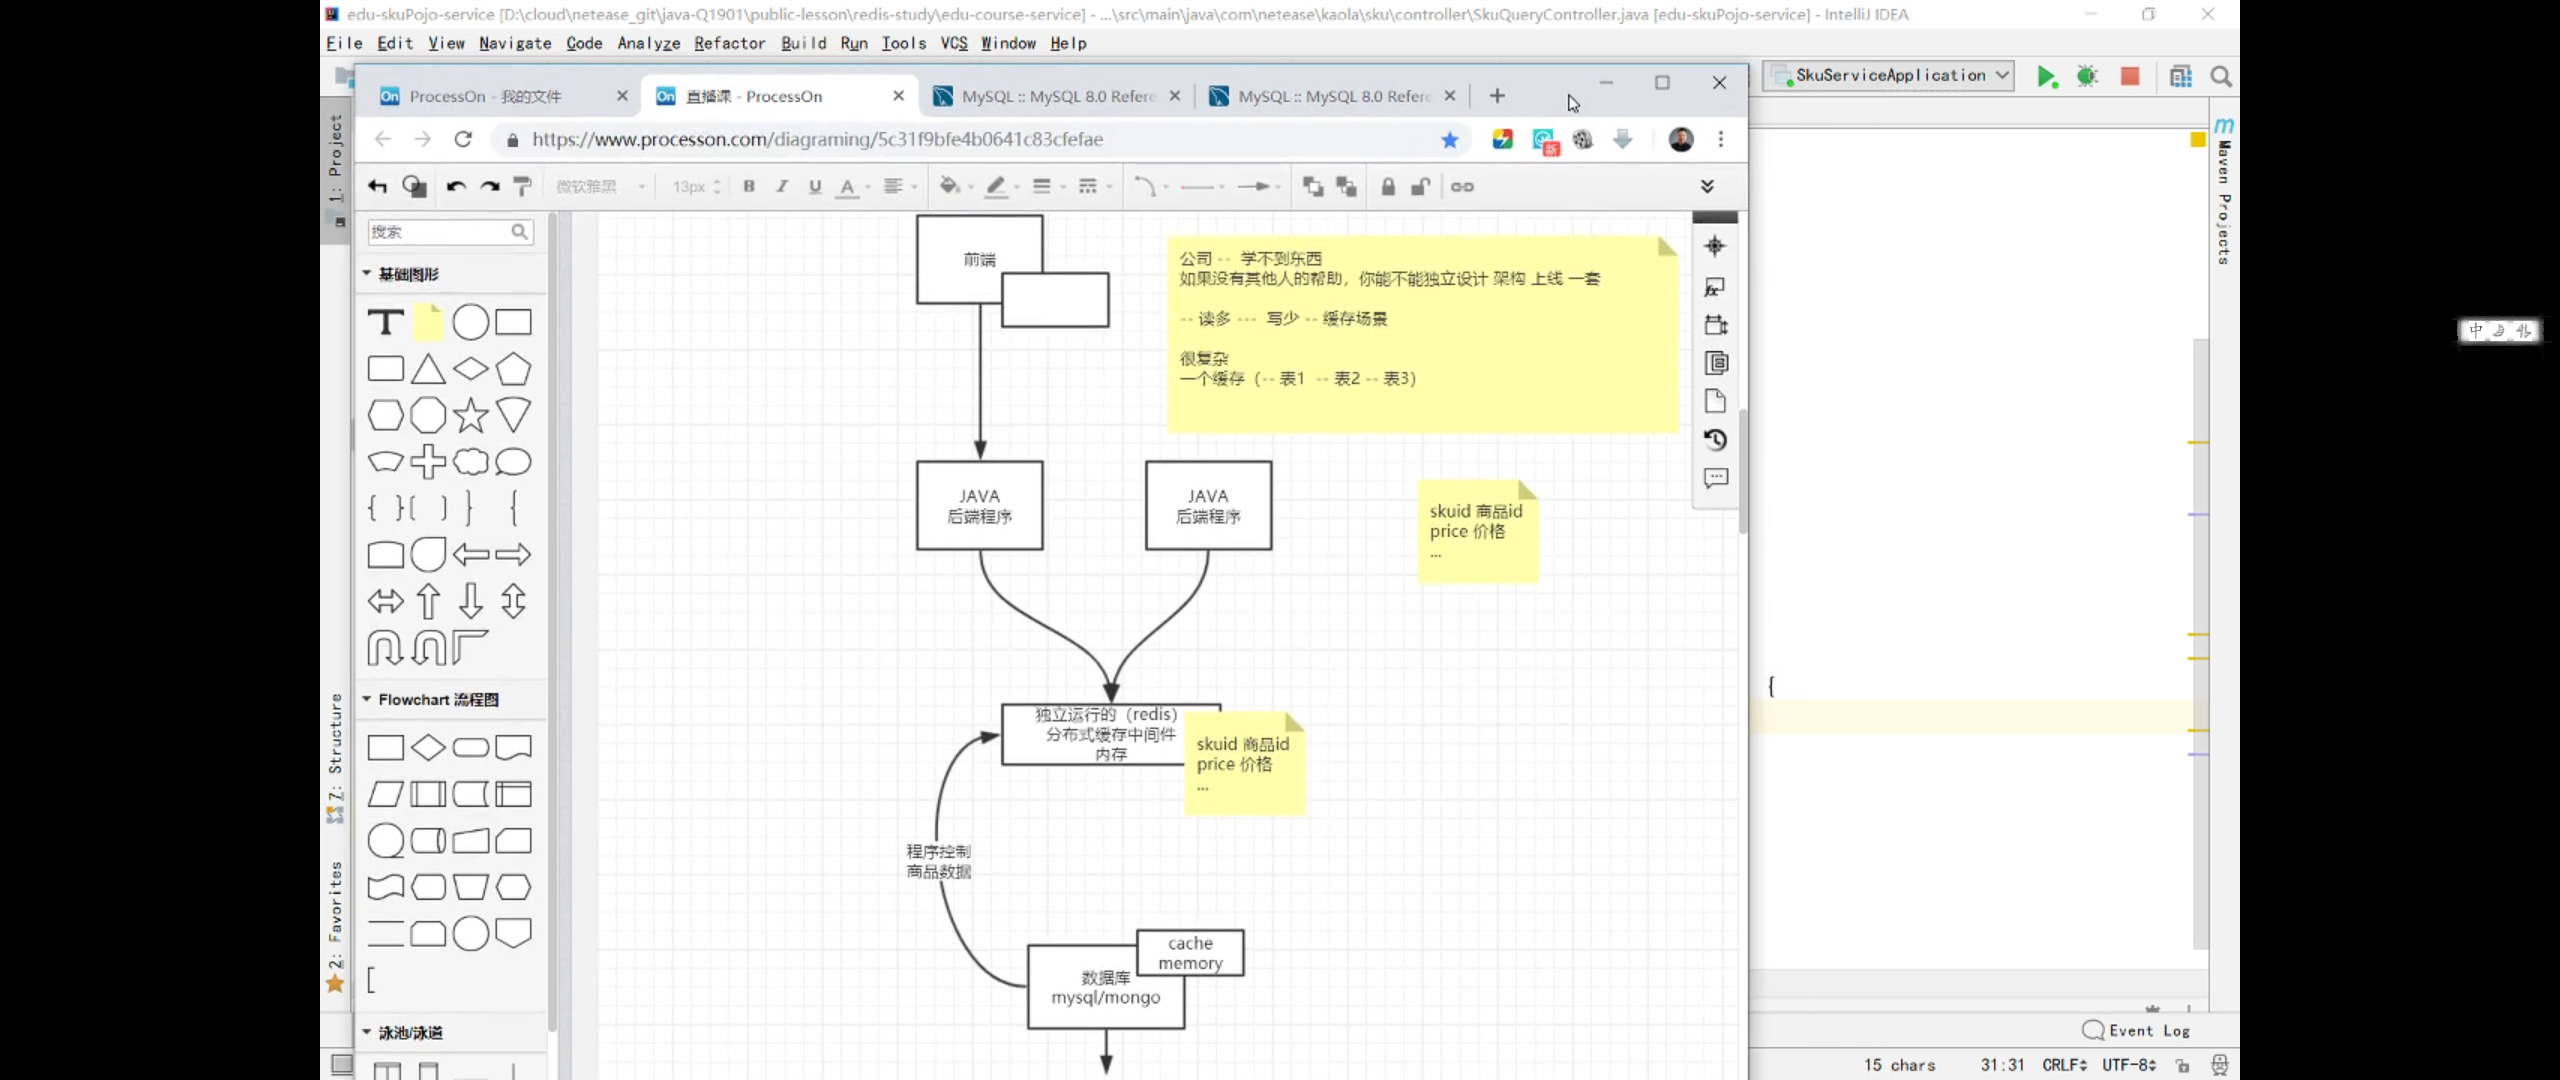 edu-skuPojo-service [D:\cloud\netease_git\java-Q1901\public-lesson\redis-study\edu-course-service] - ...\src\main\java\com\netease\kaola\sku\controller\SkuQueryController.java [edu-skuPojo-service] - IntelliJ IDEA
File Edit View Navigate Code Analyze Refactor Build Run Tools VCS Window Help
SkuServiceApplication
ProcessOn - 我的文件
直播课 - ProcessOn
MySQL :: MySQL 8.0 Refere
MySQL :: MySQL 8.0 Refere
https://www.processon.com/diagraming/5c31f9bfe4b0641c83cfefae
微软雅黑 13px B I U A
搜索
基础图形
T
Flowchart 流程图
泳池/泳道
1: Project
7: Structure
2: Favorites
Maven Projects
前端
公司 -- 学不到东西
如果没有其他人的帮助，你能不能独立设计 架构 上线 一套
-- 读多 --- 写少 -- 缓存场景
很复杂
一个缓存（-- 表1 -- 表2 -- 表3）
JAVA
后端程序
JAVA
后端程序
skuid 商品id
price 价格
...
独立运行的（redis）
分布式缓存中间件
内存
skuid 商品id
price 价格
...
程序控制
商品数据
cache
memory
数据库
mysql/mongo
{
中
Event Log
15 chars 31:31 CRLF UTF-8